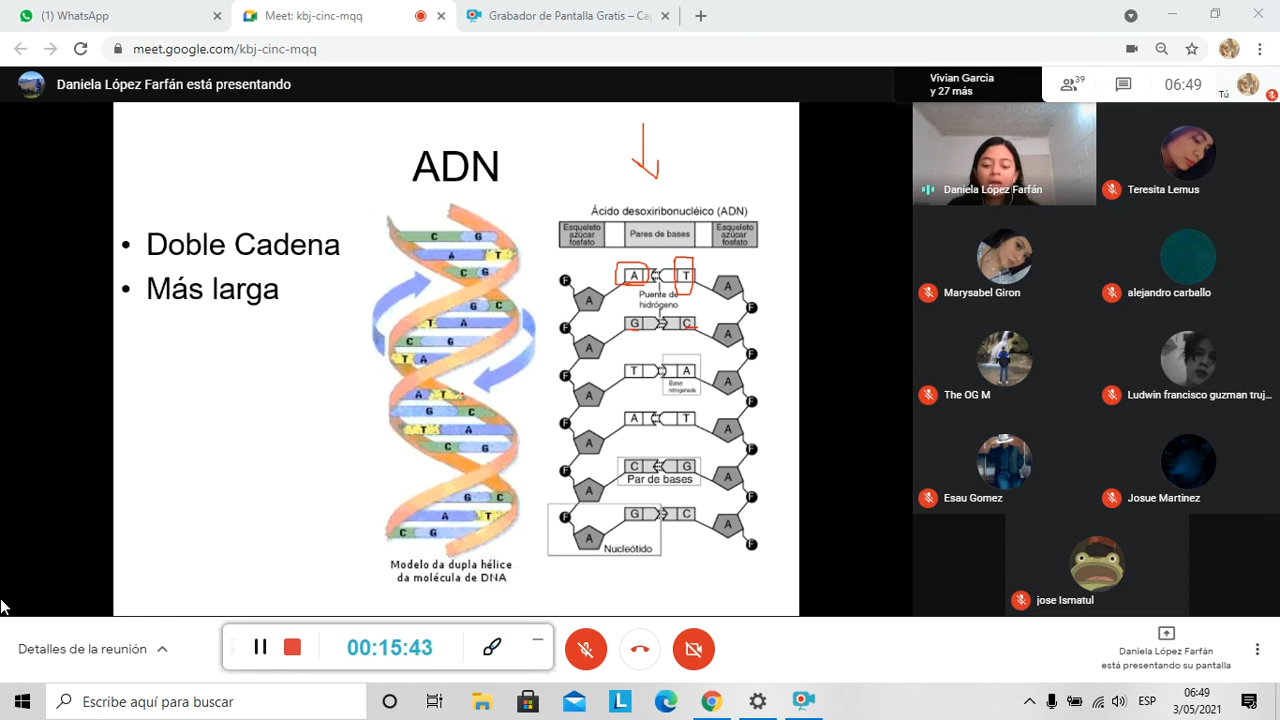 (1) WhatsApp
Meet: kbj-cinc-mqq
Grabador de Pantalla Gratis – Ca
meet.google.com/kbj-cinc-mqq
Daniela López Farfán está presentando
Vivian Garcia
y 27 más
39
06:49
Tú
ADN
• Doble Cadena
• Más larga
C G
A T
C G
T A
C G
T A
A T
G C
T A
C G
G C
A T
C G
Modelo da dupla hélice
da molécula de DNA
Ácido desoxiribonucléico (ADN)
Esqueleto azúcar fosfato
Pares de bases
Esqueleto azúcar fosfato
A T
F A A F
Puente de
hidrógeno
G C
F A A F
T A
Base
nitrogenada
F A A F
A T
F A A F
C G
Par de bases
F A A F
G C
F A A F
Nucleótido
Daniela López Farfán
Teresita Lemus
Marysabel Giron
alejandro carballo
The OG M
Ludwin francisco guzman truj...
Esau Gomez
Josue Martinez
jose Ismatul
Detalles de la reunión
00:15:43
Daniela López Farfán
está presentando su pantalla
Escribe aquí para buscar
L
ESP
06:49
3/05/2021